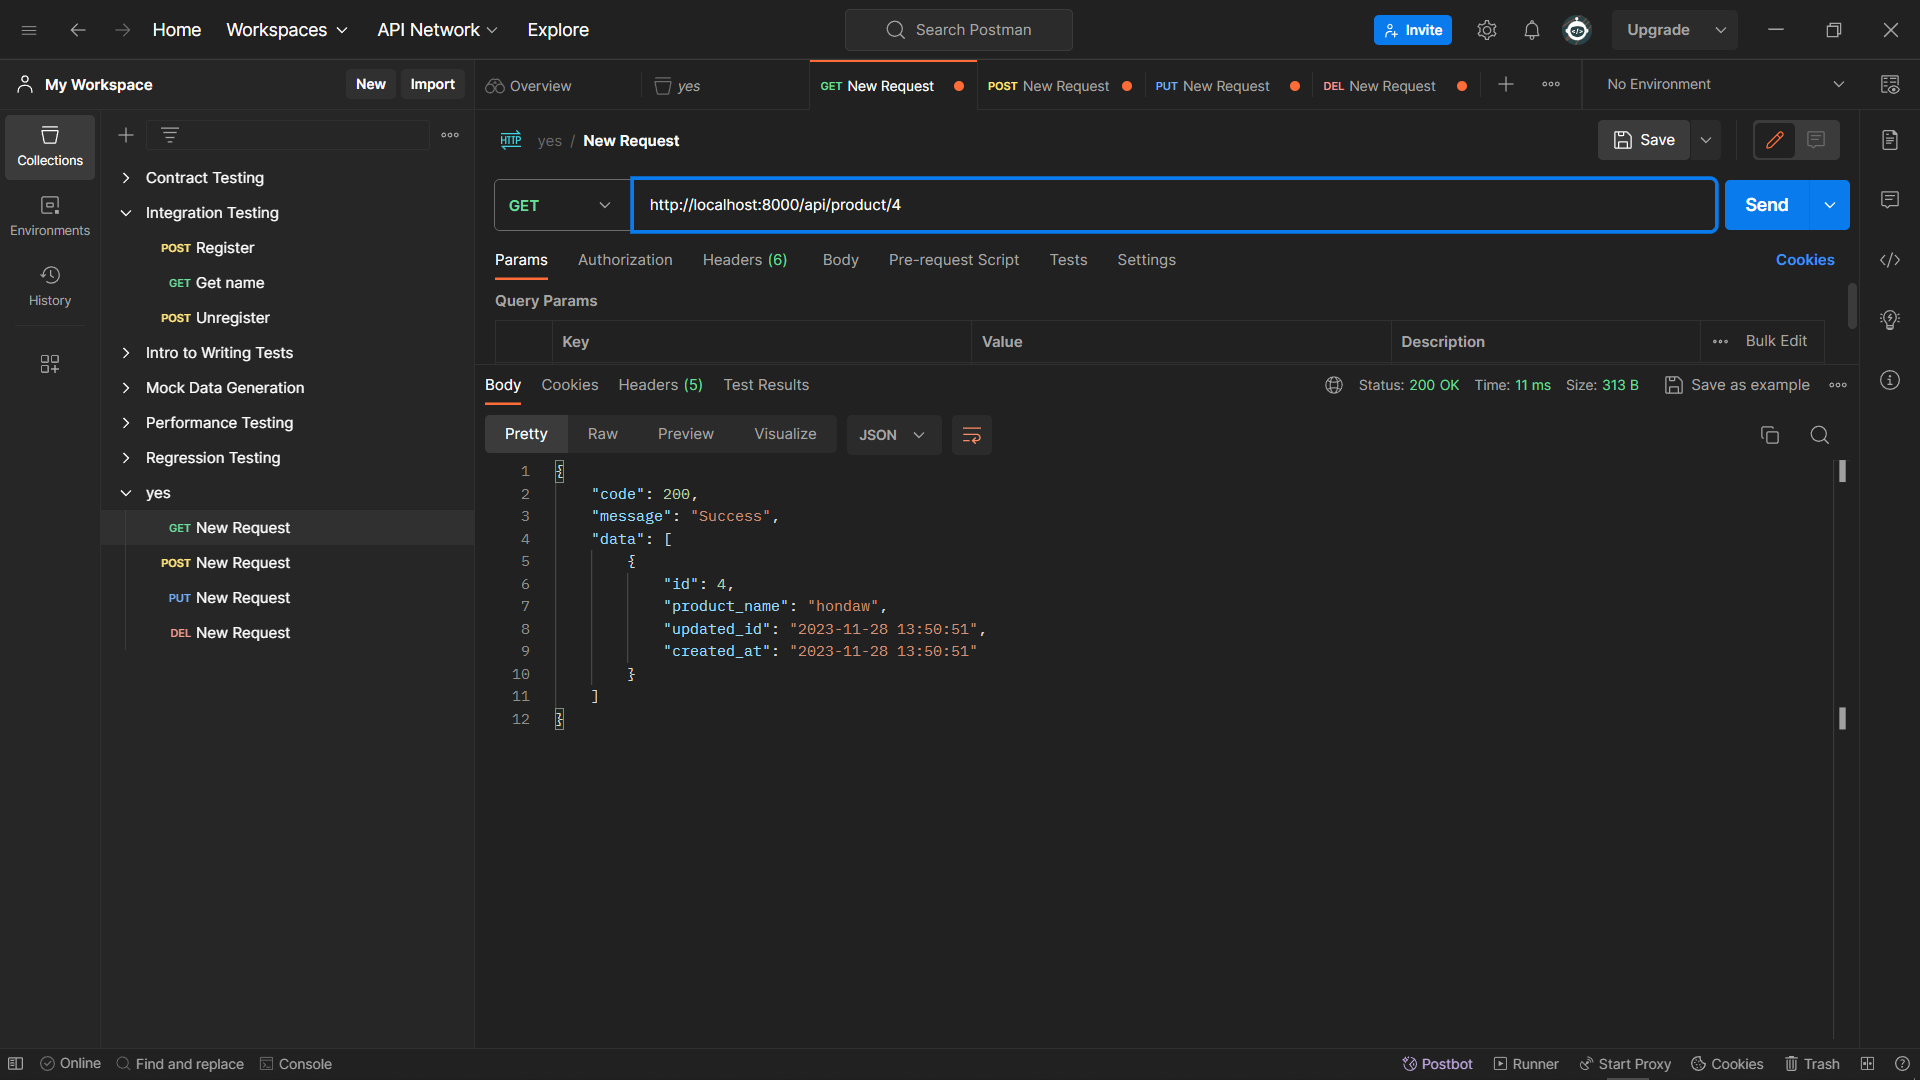 Home Workspaces API Network Explore Search Postman Invite Upgrade
My Workspace New Import Overview yes GET New Request POST New Request PUT New Request DEL New Request No Environment
Collections
Environments
History
Contract Testing
Integration Testing
POST Register
GET Get name
POST Unregister
Intro to Writing Tests
Mock Data Generation
Performance Testing
Regression Testing
yes
GET New Request
POST New Request
PUT New Request
DEL New Request
HTTP yes / New Request Save
GET http://localhost:8000/api/product/4 Send
Params Authorization Headers (6) Body Pre-request Script Tests Settings Cookies
Query Params
Key Value Description Bulk Edit
Body Cookies Headers (5) Test Results Status: 200 OK Time: 11 ms Size: 313 B Save as example
Pretty Raw Preview Visualize JSON
1 {
2 "code": 200,
3 "message": "Success",
4 "data": [
5 {
6 "id": 4,
7 "product_name": "hondaw",
8 "updated_id": "2023-11-28 13:50:51",
9 "created_at": "2023-11-28 13:50:51"
10 }
11 ]
12 }
Online Find and replace Console Postbot Runner Start Proxy Cookies Trash